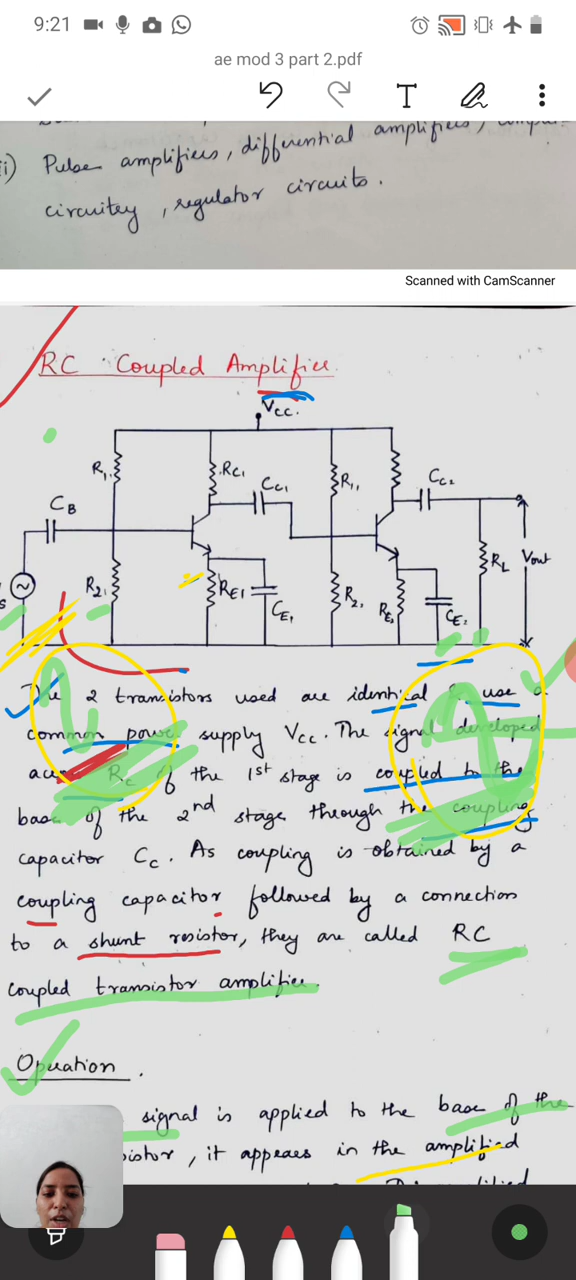 9:21
ae mod 3 part 2.pdf
T
Pulse amplifiers, differential amplifiers,
circuitry, regulator circuits.
Scanned with CamScanner
RC Coupled Amplifier.
Vcc.
R1 RC1 CC1 R1, CC2
CB
R2 RE1 CE1 R2, RE CE2 RL Vout
The 2 transistors used are identical & use a
common power supply Vcc. The signal developed
Rc of the 1st stage is coupled to the
base of the 2nd stage through the coupling
capacitor Cc. As coupling is obtained by a
coupling capacitor followed by a connection
to a shunt resistor, they are called RC
coupled transistor amplifier.
Operation.
signal is applied to the base of the
istor, it appears in the amplified